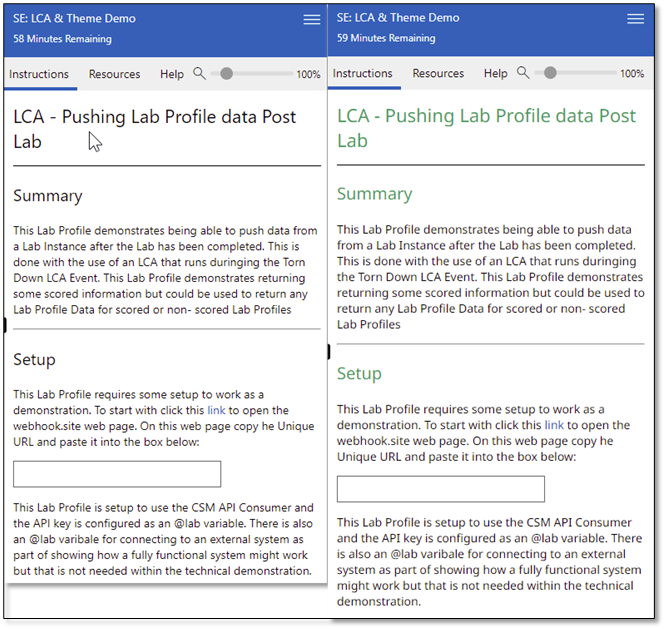 SE: LCA & Theme Demo
58 Minutes Remaining
Instructions Resources Help 100%
LCA - Pushing Lab Profile data Post
Lab
Summary
This Lab Profile demonstrates being able to push data from
a Lab Instance after the Lab has been completed. This is
done with the use of an LCA that runs duringing the Torn
Down LCA Event. This Lab Profile demonstrates returning
some scored information but could be used to return any
Lab Profile Data for scored or non- scored Lab Profiles
Setup
This Lab Profile requires some setup to work as a
demonstration. To start with click this link to open the
webhook.site web page. On this web page copy he Unique
URL and paste it into the box below:
This Lab Profile is setup to use the CSM API Consumer and
the API key is configured as an @lab variable. There is also
an @lab varibale for connecting to an external system as
part of showing how a fully functional system might work
but that is not needed within the technical demonstration.
SE: LCA & Theme Demo
59 Minutes Remaining
Instructions Resources Help 100%
LCA - Pushing Lab Profile data Post
Lab
Summary
This Lab Profile demonstrates being able to push data
from a Lab Instance after the Lab has been completed.
This is done with the use of an LCA that runs duringing
the Torn Down LCA Event. This Lab Profile demonstrates
returning some scored information but could be used to
return any Lab Profile Data for scored or non- scored
Lab Profiles
Setup
This Lab Profile requires some setup to work as a
demonstration. To start with click this link to open the
webhook.site web page. On this web page copy he
Unique URL and paste it into the box below:
This Lab Profile is setup to use the CSM API Consumer
and the API key is configured as an @lab variable. There
is also an @lab varibale for connecting to an external
system as part of showing how a fully functional system
might work but that is not needed within the technical
demonstration.